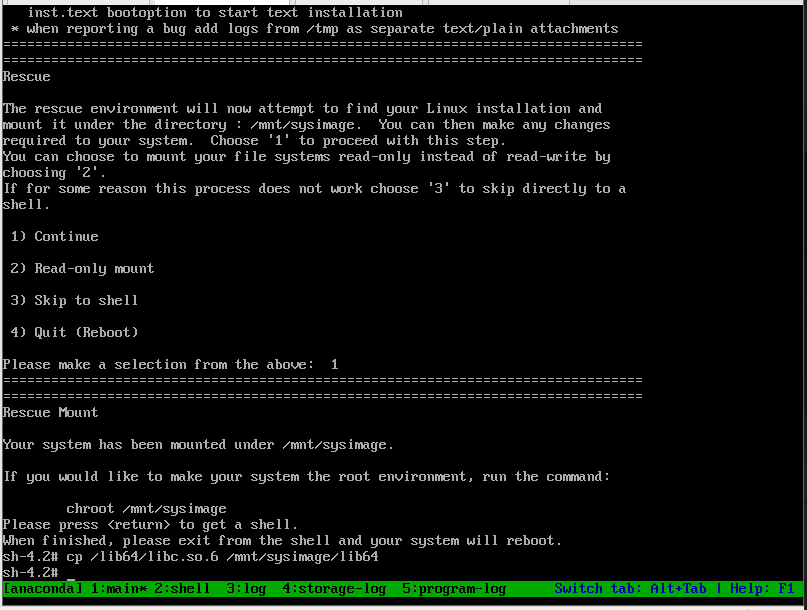 inst.text bootoption to start text installation
* when reporting a bug add logs from /tmp as separate text/plain attachments
================================================================================
================================================================================
Rescue
The rescue environment will now attempt to find your Linux installation and
mount it under the directory : /mnt/sysimage.  You can then make any changes
required to your system.  Choose '1' to proceed with this step.
You can choose to mount your file systems read-only instead of read-write by
choosing '2'.
If for some reason this process does not work choose '3' to skip directly to a
shell.
1) Continue
2) Read-only mount
3) Skip to shell
4) Quit (Reboot)
Please make a selection from the above:  1
================================================================================
================================================================================
Rescue Mount
Your system has been mounted under /mnt/sysimage.
If you would like to make your system the root environment, run the command:
chroot /mnt/sysimage
Please press <return> to get a shell.
When finished, please exit from the shell and your system will reboot.
sh-4.2# cp /lib64/libc.so.6 /mnt/sysimage/lib64
sh-4.2# _
[anaconda] 1:main* 2:shell  3:log  4:storage-log  5:program-log      Switch tab: Alt+Tab | Help: F1